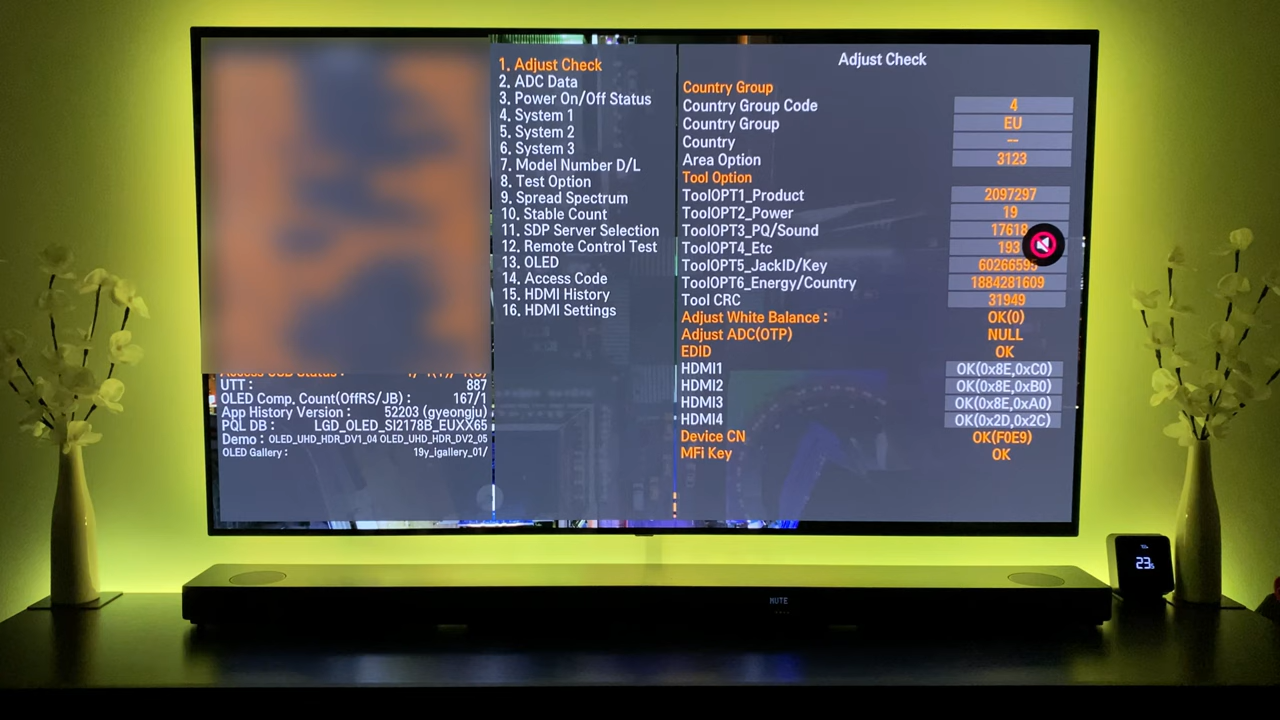 UTT : 887
OLED Comp. Count(OffRS/JB) : 167/1
App History Version : 52203 (gyeongju)
PQL DB : LGD_OLED_SI2178B_EUXX65
Demo : OLED_UHD_HDR_DV1_04 OLED_UHD_HDR_DV2_05
OLED Gallery : 19y_igallery_01/
1. Adjust Check
2. ADC Data
3. Power On/Off Status
4. System 1
5. System 2
6. System 3
7. Model Number D/L
8. Test Option
9. Spread Spectrum
10. Stable Count
11. SDP Server Selection
12. Remote Control Test
13. OLED
14. Access Code
15. HDMI History
16. HDMI Settings
Adjust Check
Country Group
Country Group Code 4
Country Group EU
Country --
Area Option 3123
Tool Option
ToolOPT1_Product 2097297
ToolOPT2_Power 19
ToolOPT3_PQ/Sound 17618
ToolOPT4_Etc 193
ToolOPT5_JackID/Key
ToolOPT6_Energy/Country 1884281609
Tool CRC 31949
Adjust White Balance : OK(0)
Adjust ADC(OTP) NULL
EDID OK
HDMI1 OK(0x8E,0xC0)
HDMI2 OK(0x8E,0xB0)
HDMI3 OK(0x8E,0xA0)
HDMI4 OK(0x2D,0x2C)
Device CN OK(F0E9)
MFi Key OK
MUTE
23